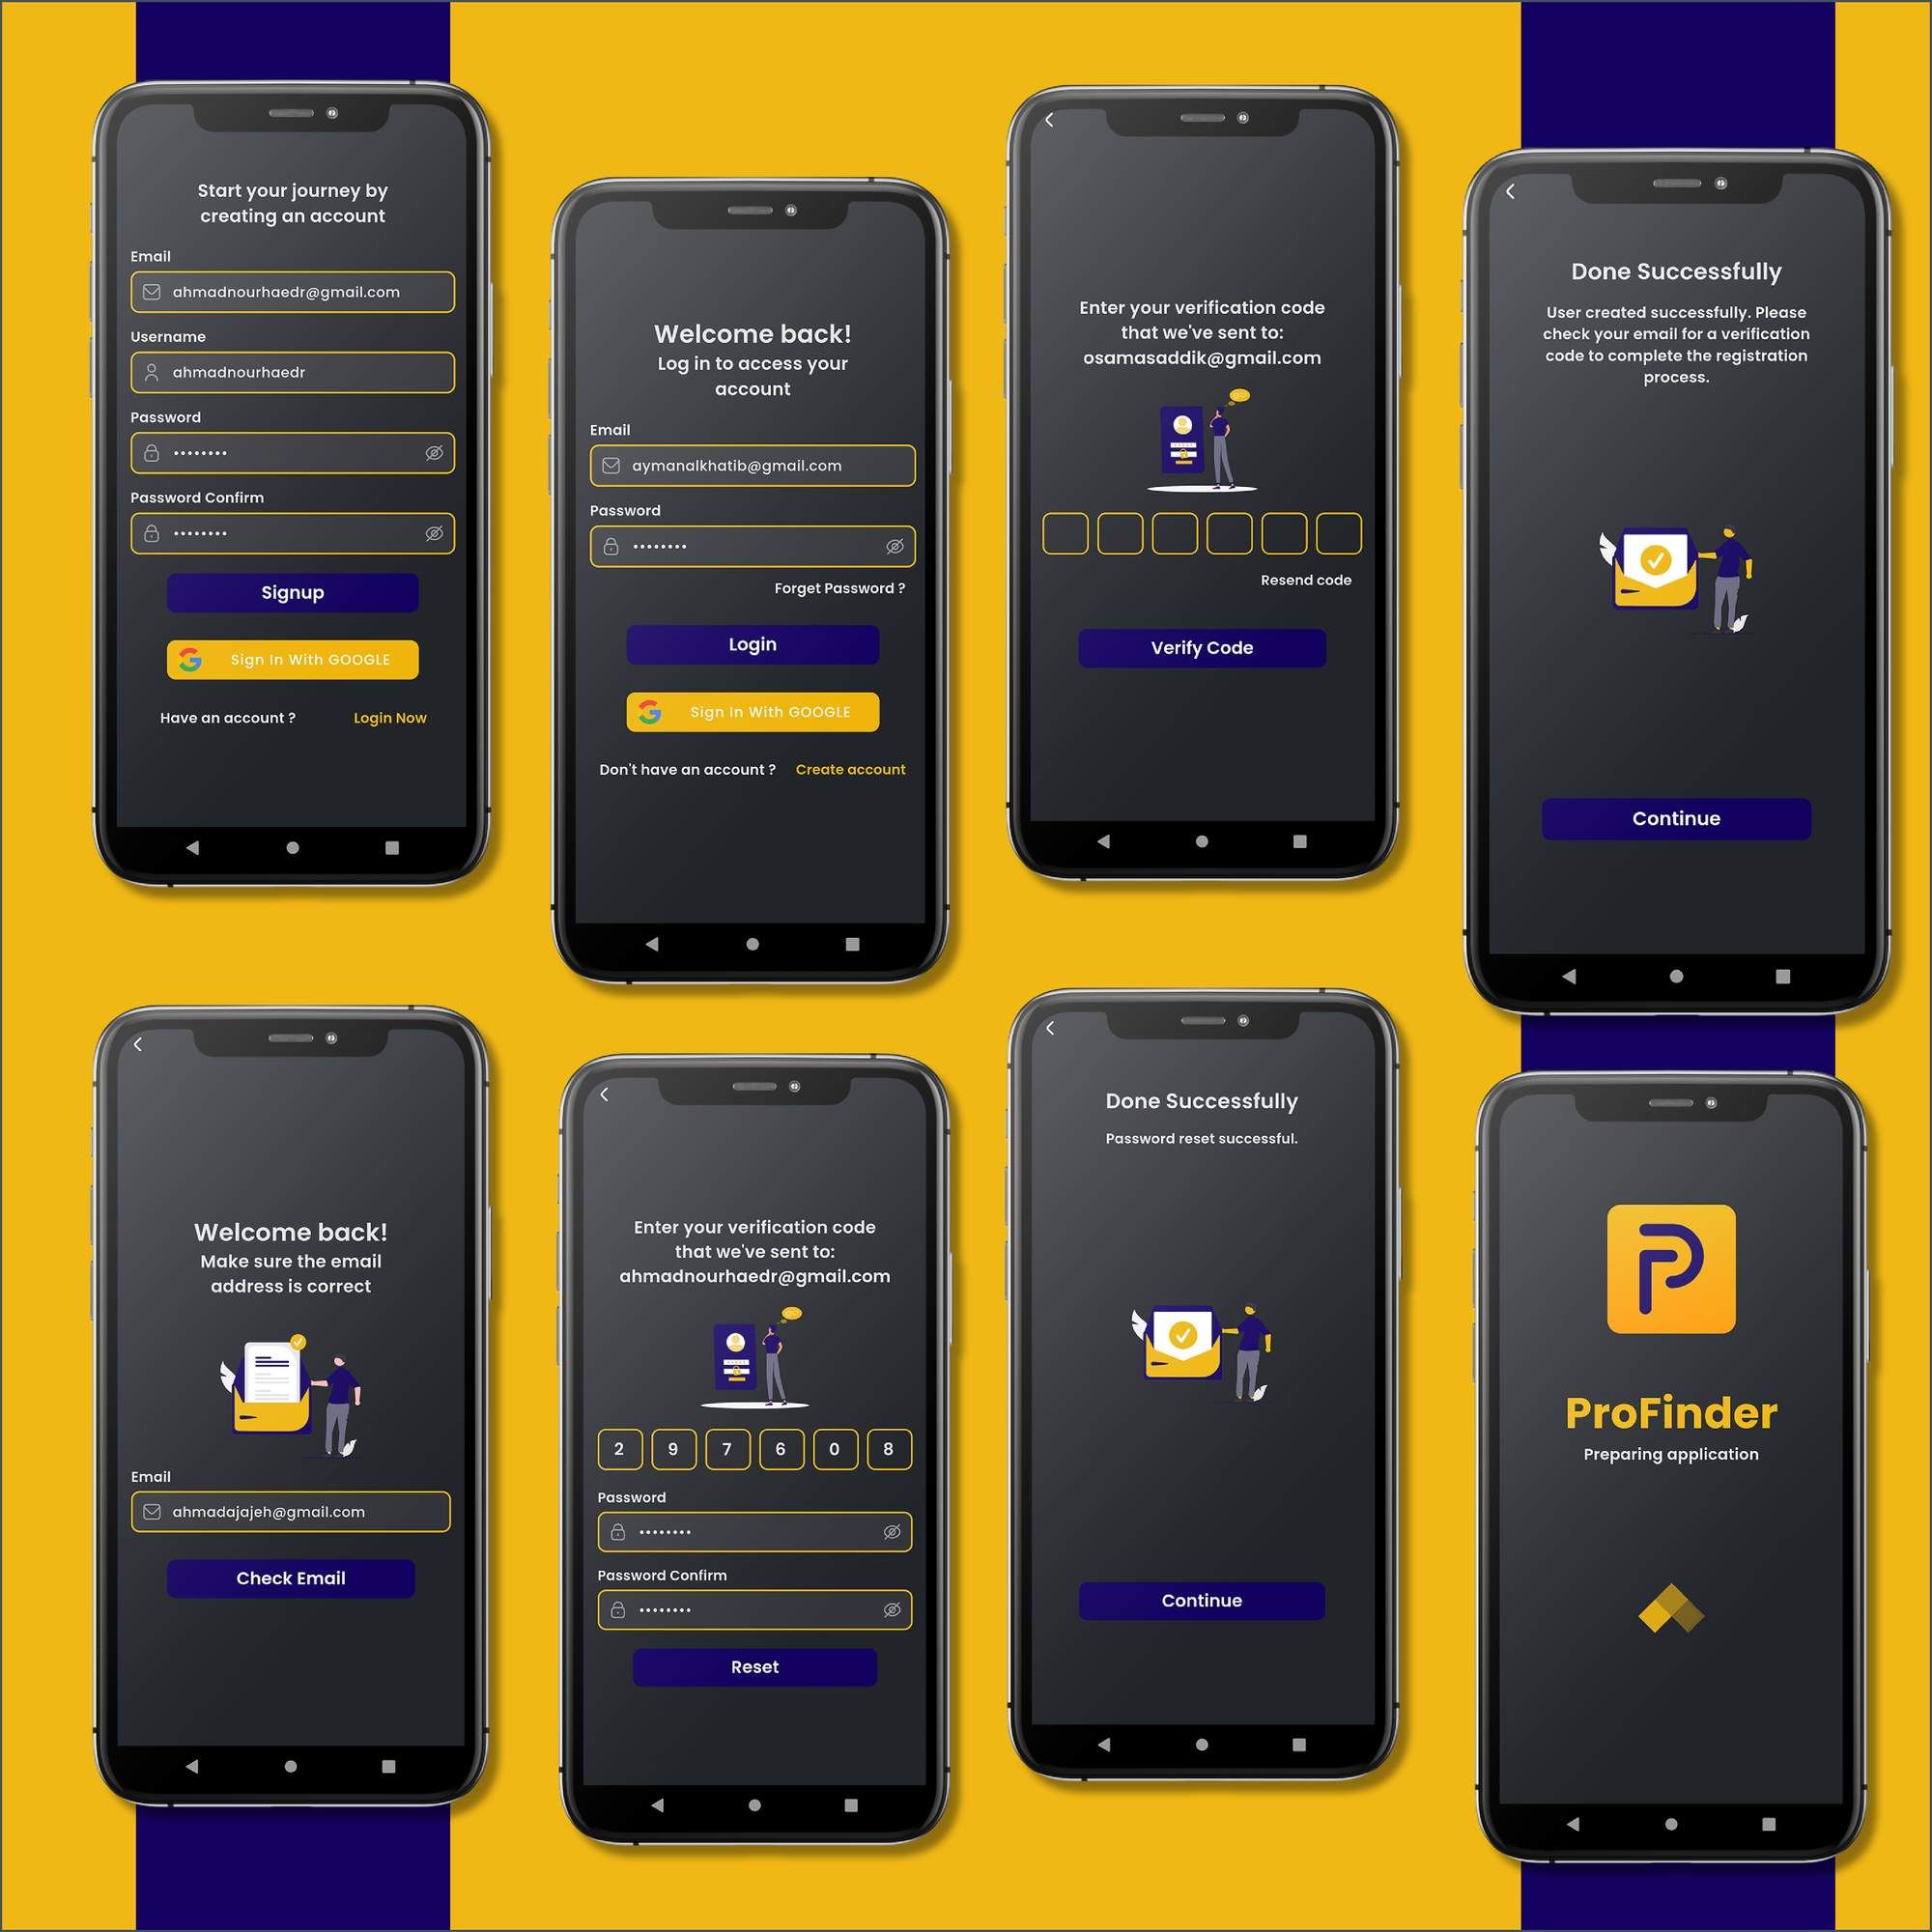 Start your journey by
creating an account
Email
ahmadnourhaedr@gmail.com
Username
ahmadnourhaedr
Password
••••••••
Password Confirm
••••••••
Signup
Sign In With GOOGLE
Have an account ? Login Now
Welcome back!
Log in to access your
account
Email
aymanalkhatib@gmail.com
Password
••••••••
Forget Password ?
Login
Sign In With GOOGLE
Don't have an account ? Create account
Enter your verification code
that we've sent to:
osamasaddik@gmail.com
Resend code
Verify Code
Done Successfully
User created successfully. Please
check your email for a verification
code to complete the registration
process.
Continue
Welcome back!
Make sure the email
address is correct
Email
ahmadajajeh@gmail.com
Check Email
Enter your verification code
that we've sent to:
ahmadnourhaedr@gmail.com
2 9 7 6 0 8
Password
••••••••
Password Confirm
••••••••
Reset
Done Successfully
Password reset successful.
Continue
P
ProFinder
Preparing application